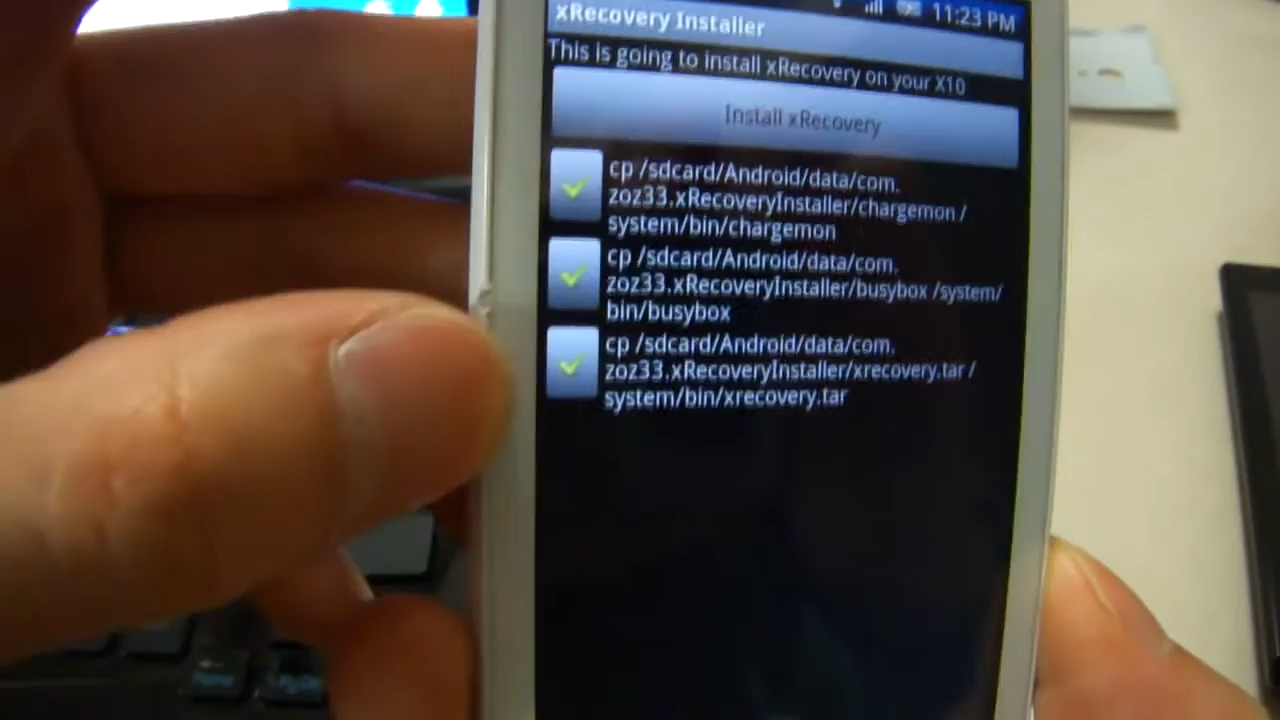 11:23 PM
xRecovery Installer
This is going to install xRecovery on your X10
Install xRecovery
cp /sdcard/Android/data/com.
zoz33.xRecoveryInstaller/chargemon /
system/bin/chargemon
cp /sdcard/Android/data/com.
zoz33.xRecoveryInstaller/busybox /system/
bin/busybox
cp /sdcard/Android/data/com.
zoz33.xRecoveryInstaller/xrecovery.tar /
system/bin/xrecovery.tar